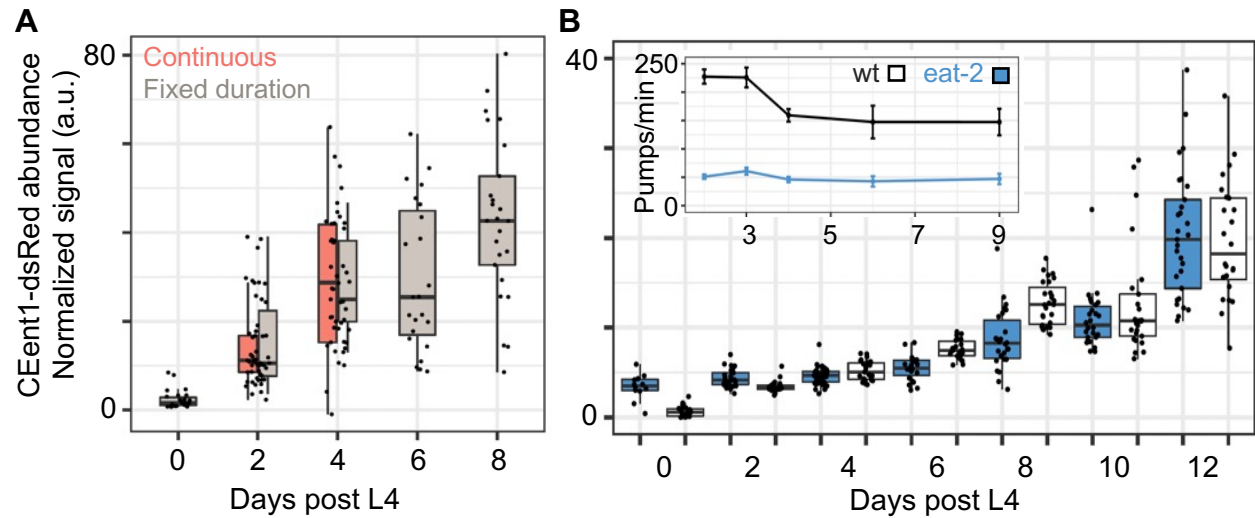 A
B
CEent1-dsRed abundance
Normalized signal (a.u.)
80
0
Continuous
Fixed duration
0 2 4 6 8
Days post L4
40
0
Pumps/min
250
0
wt eat-2
3 5 7 9
0 2 4 6 8 10 12
Days post L4